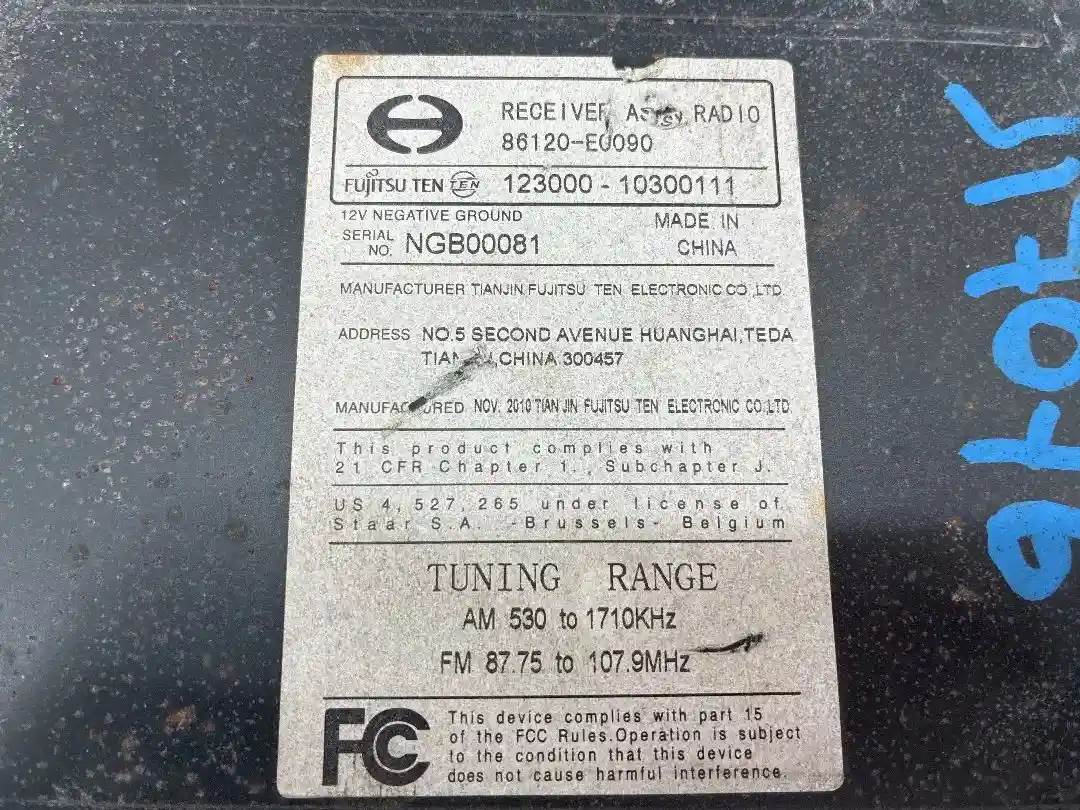 RECEIVER ASSY, RADIO
86120-E0090
FUJITSU TEN TEN 123000 - 10300111
12V NEGATIVE GROUND
MADE IN CHINA
SERIAL NO. NGB00081
MANUFACTURER TIANJIN FUJITSU TEN ELECTRONIC CO.,LTD
ADDRESS NO.5 SECOND AVENUE HUANGHAI,TEDA
,CHINA 300457
MANUFACTURED NOV. 2010 TIAN JIN FUJITSU TEN ELECTRONIC CO.,LTD
This product complies with
21 CFR Chapter 1., Subchapter J.
US 4,527,265 under license of
Staar S.A. -Brussels- Belgium
TUNING RANGE
AM 530 to 1710KHz
FM 87.75 to 107.9MHz
FC This device complies with part 15
of the FCC Rules.Operation is subject
to the condition that this device
does not cause harmful interference.